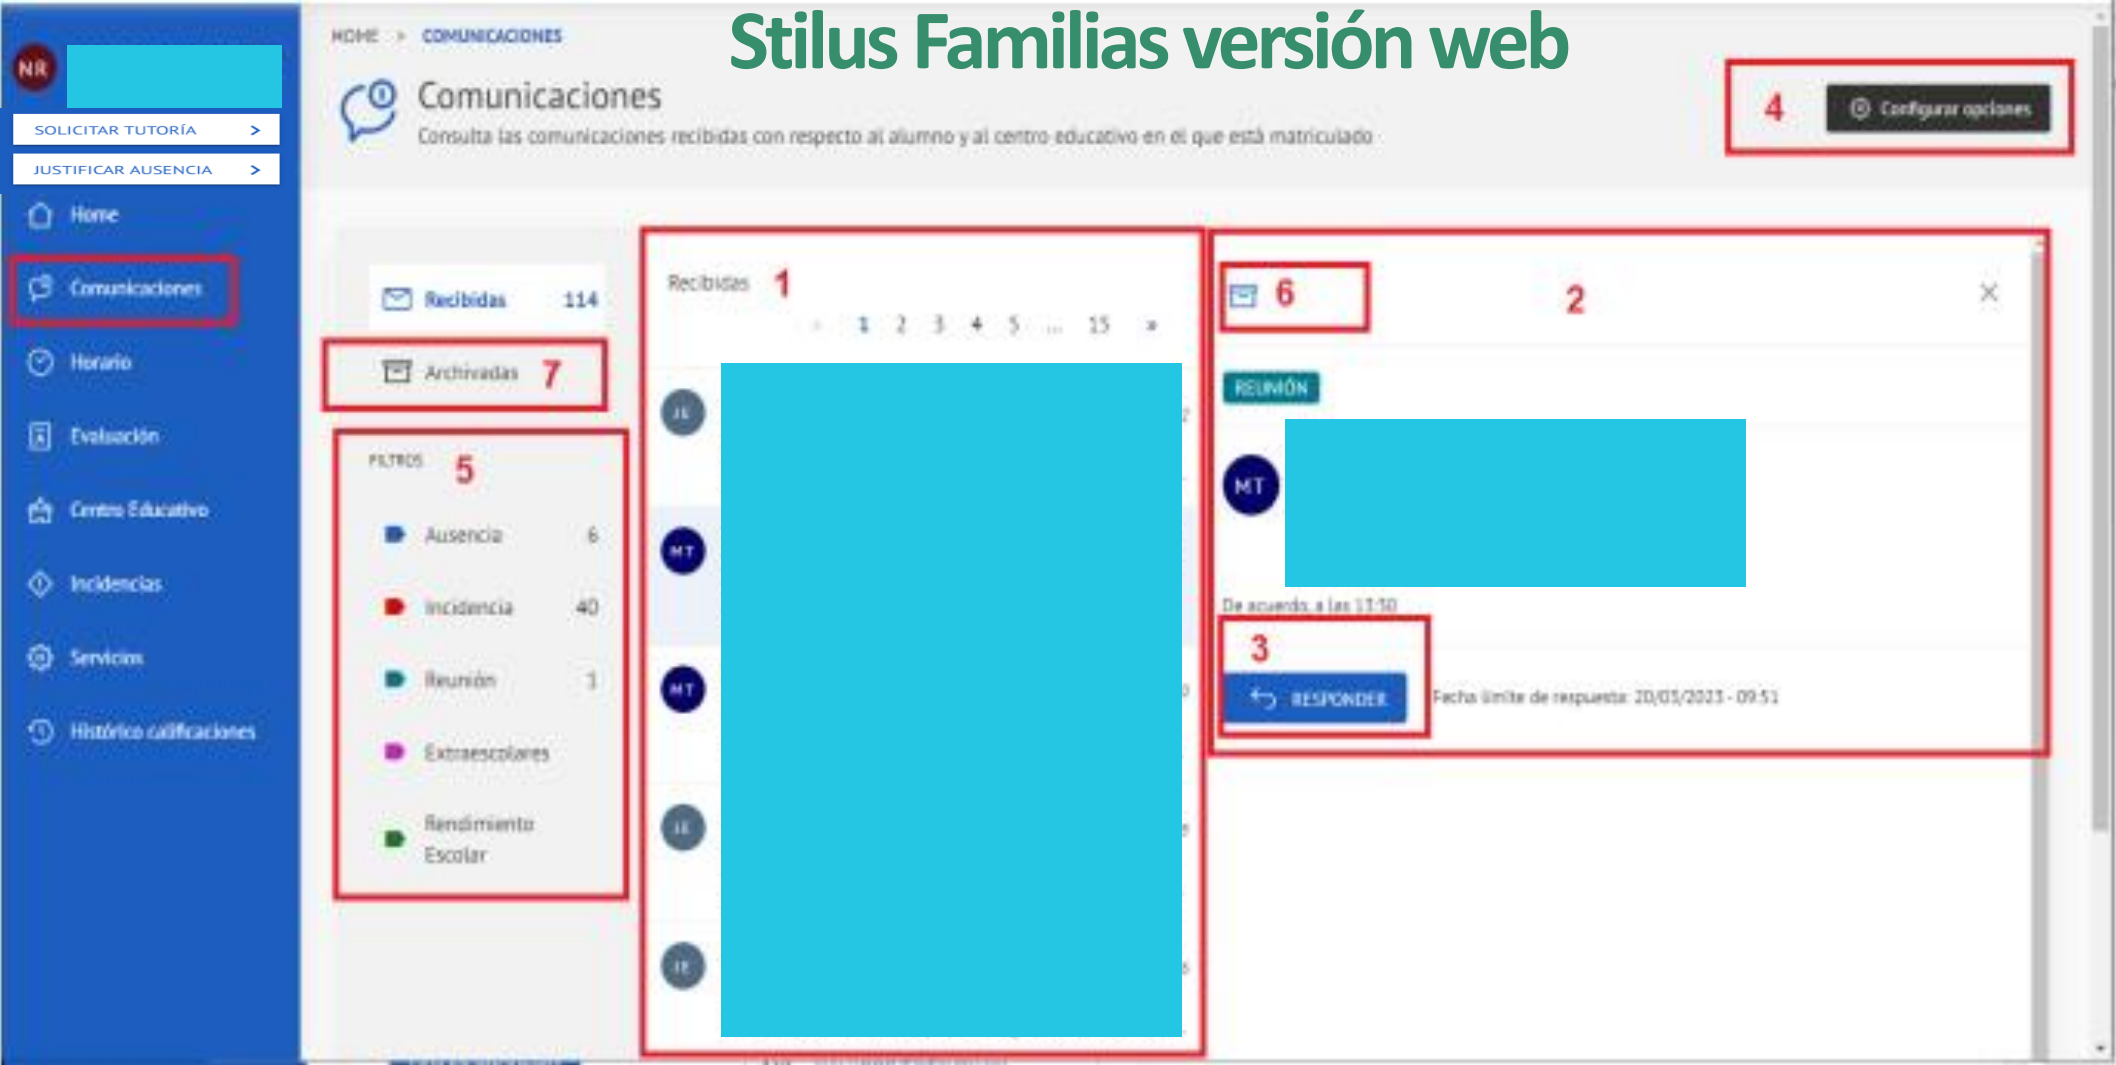 Stilus Familias versión web
NR
SOLICITAR TUTORÍA >
JUSTIFICAR AUSENCIA >
Home
Comunicaciones
Horario
Evaluación
Centro Educativo
Incidencias
Servicios
Histórico calificaciones
HOME > COMUNICACIONES
Comunicaciones
Consulta las comunicaciones recibidas con respecto al alumno y al centro educativo en el que está matriculado
4 Configurar opciones
Recibidas 114
Archivadas 7
FILTROS 5
Ausencia 6
Incidencia 40
Reunión 1
Extraescolares
Rendimiento
Escolar
Recibidas 1
1 2 3 4 5 ... 15 »
JE
MT
MT
JE
JE
6 2
REUNIÓN
MT
De acuerdo, a las 13:30
3
RESPONDER Fecha límite de respuesta: 20/03/2023 - 09:51